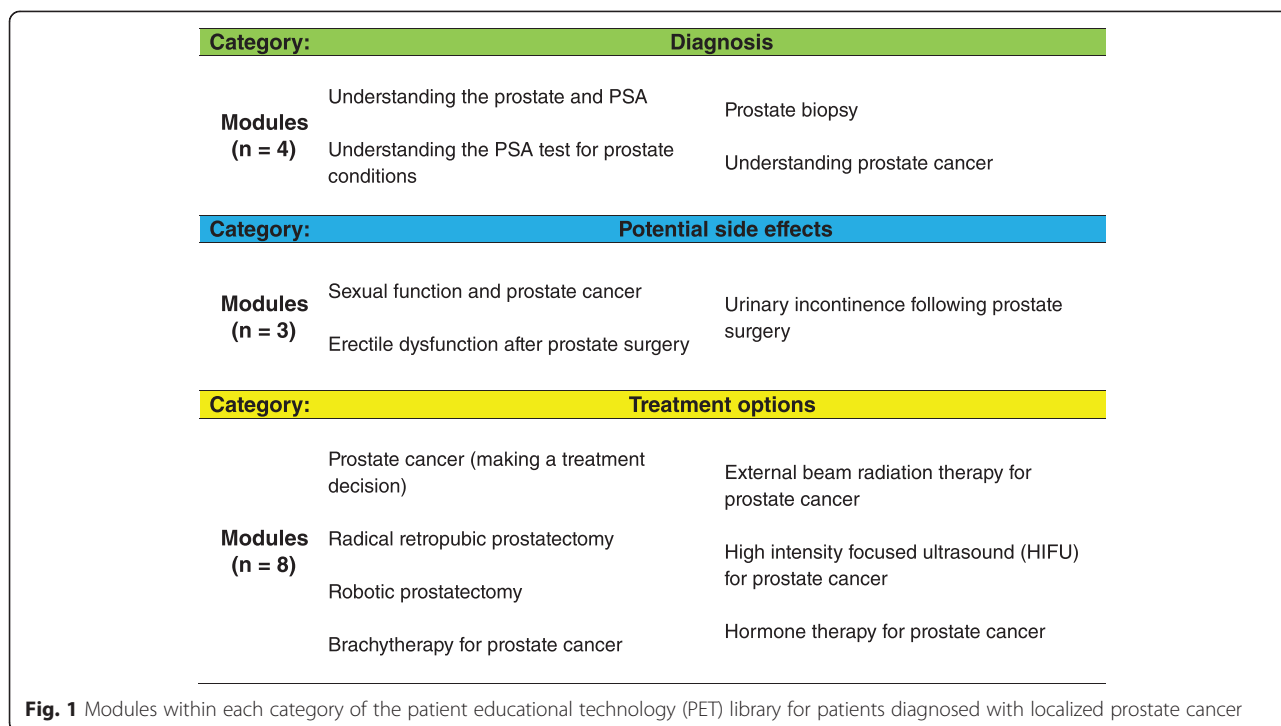 Category: Diagnosis
Modules
(n = 4)
Understanding the prostate and PSA
Understanding the PSA test for prostate
conditions
Prostate biopsy
Understanding prostate cancer
Category: Potential side effects
Modules
(n = 3)
Sexual function and prostate cancer
Erectile dysfunction after prostate surgery
Urinary incontinence following prostate
surgery
Category: Treatment options
Modules
(n = 8)
Prostate cancer (making a treatment
decision)
Radical retropubic prostatectomy
Robotic prostatectomy
Brachytherapy for prostate cancer
External beam radiation therapy for
prostate cancer
High intensity focused ultrasound (HIFU)
for prostate cancer
Hormone therapy for prostate cancer
Fig. 1 Modules within each category of the patient educational technology (PET) library for patients diagnosed with localized prostate cancer